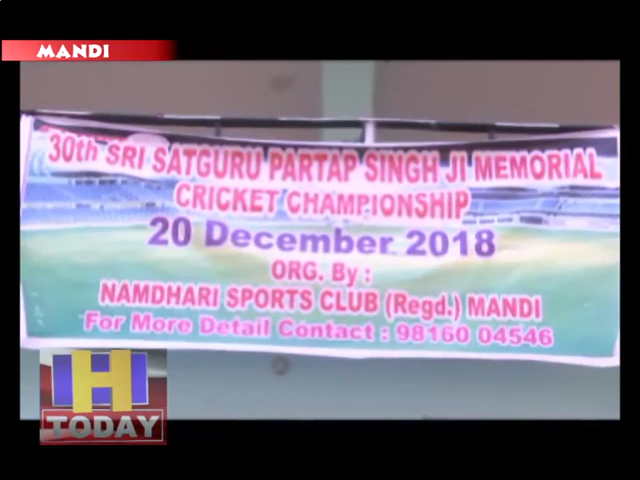 MANDI
30th SRI SATGURU PARTAP SINGH JI MEMORIAL
CRICKET CHAMPIONSHIP
20 December 2018
ORG. By :
NAMDHARI SPORTS CLUB (Regd.) MANDI
For More Detail Contact : 98160 04546
H
TODAY